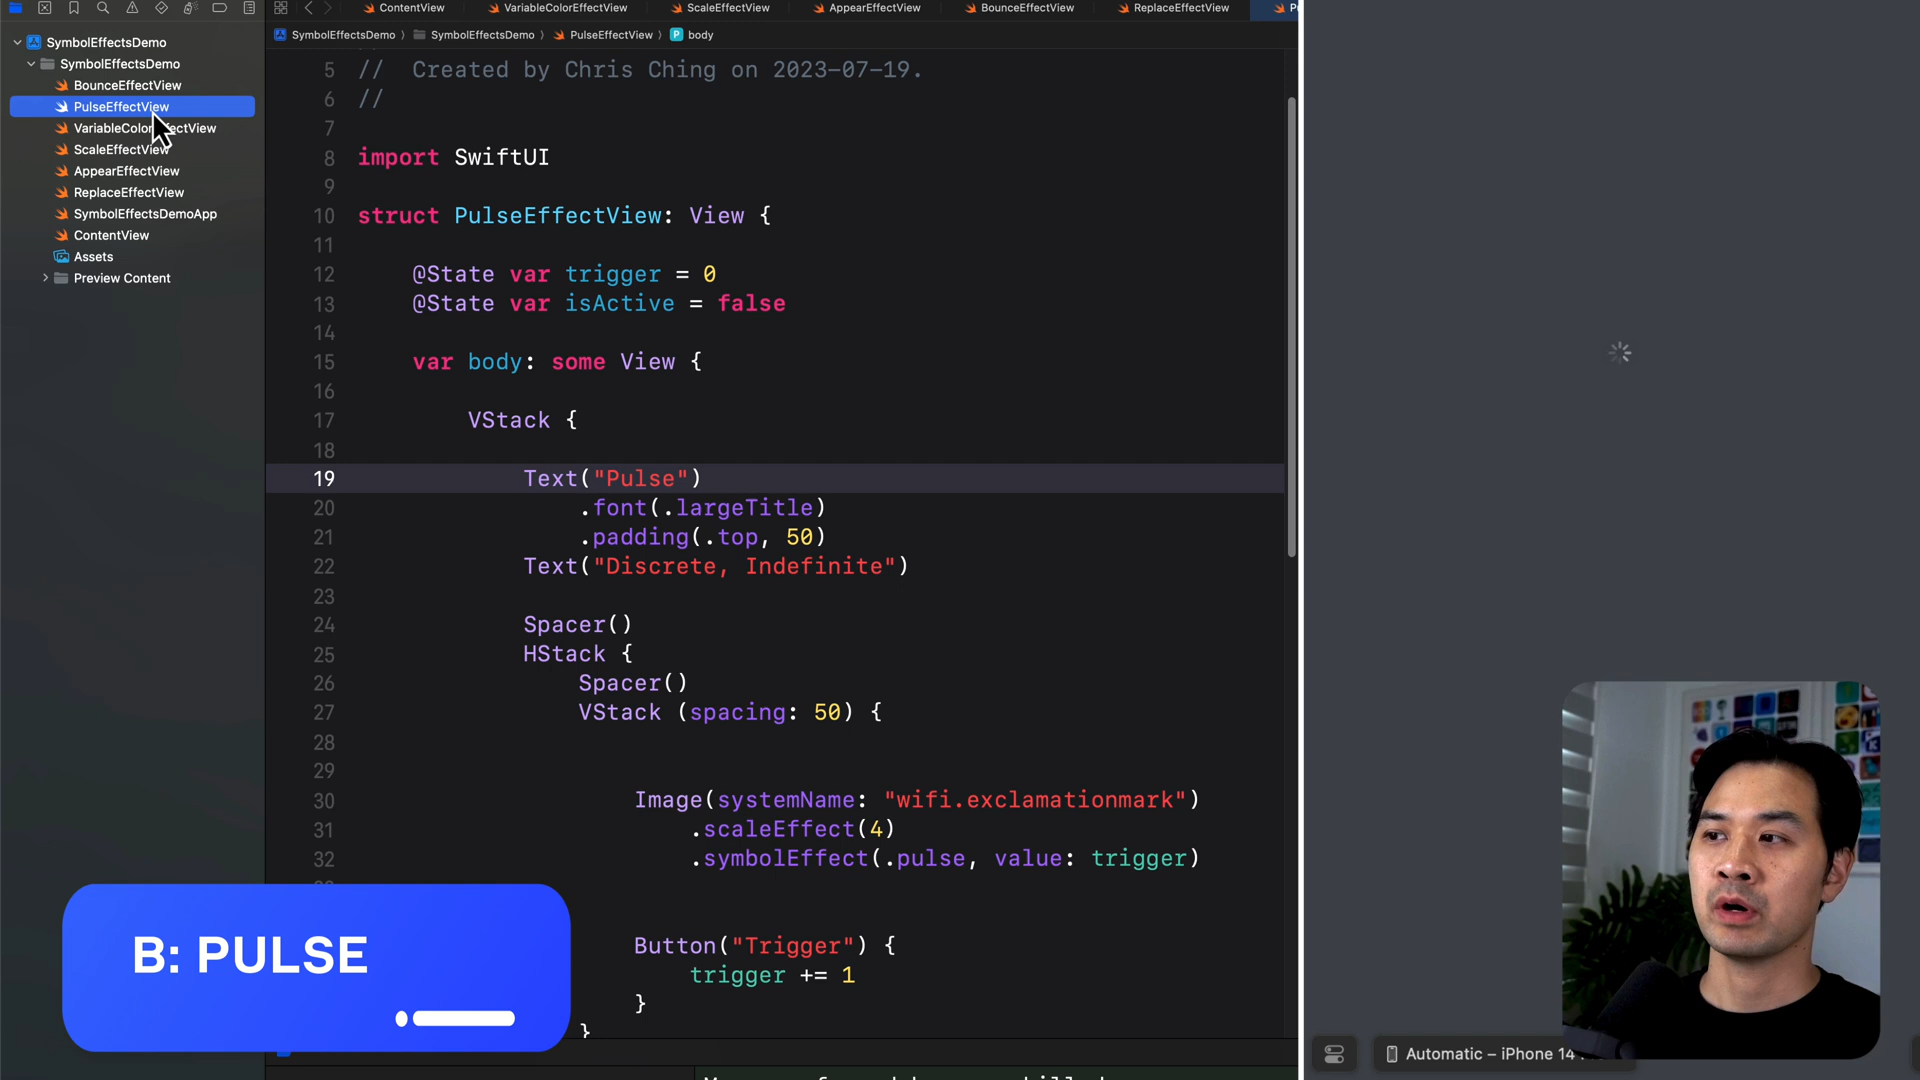 ContentView VariableColorEffectView ScaleEffectView AppearEffectView BounceEffectView ReplaceEffectView
SymbolEffectsDemo SymbolEffectsDemo PulseEffectView body
SymbolEffectsDemo
SymbolEffectsDemo
BounceEffectView
PulseEffectView
ScaleEffectView
AppearEffectView
ReplaceEffectView
SymbolEffectsDemoApp
ContentView
Assets
Preview Content
5 // Created by Chris Ching on 2023-07-19.
6 //
7
8 import SwiftUI
9
10 struct PulseEffectView: View {
11
12 @State var trigger = 0
13 @State var isActive = false
14
15 var body: some View {
16
17 VStack {
18
19 Text("Pulse")
20 .font(.largeTitle)
21 .padding(.top, 50)
22 Text("Discrete, Indefinite")
23
24 Spacer()
25 HStack {
26 Spacer()
27 VStack (spacing: 50) {
28
29
30 Image(systemName: "wifi.exclamationmark")
31 .scaleEffect(4)
32 .symbolEffect(.pulse, value: trigger)
Button("Trigger") {
trigger += 1
}
}
B: PULSE
Automatic – iPhone 14